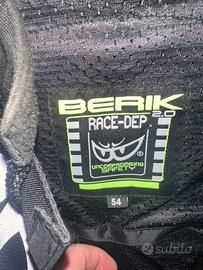 BERIK
2.0
RACE-DEP.
UNCOMPROMISING
SAFETY
54
subito